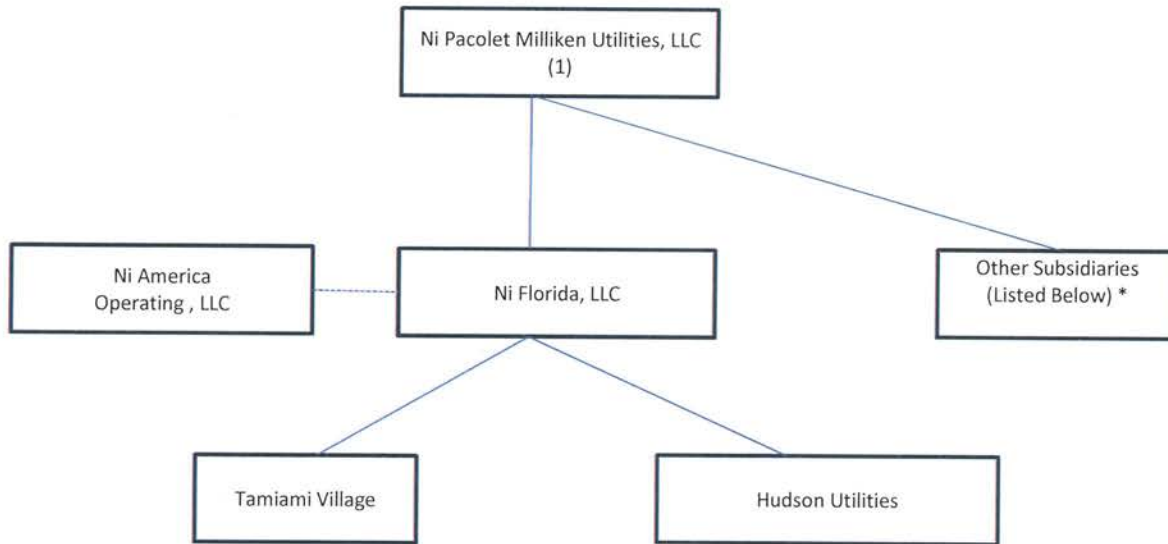 Ni Pacolet Milliken Utilities, LLC
(1)
Ni America
Operating , LLC
Ni Florida, LLC
Other Subsidiaries
(Listed Below) *
Tamiami Village
Hudson Utilities